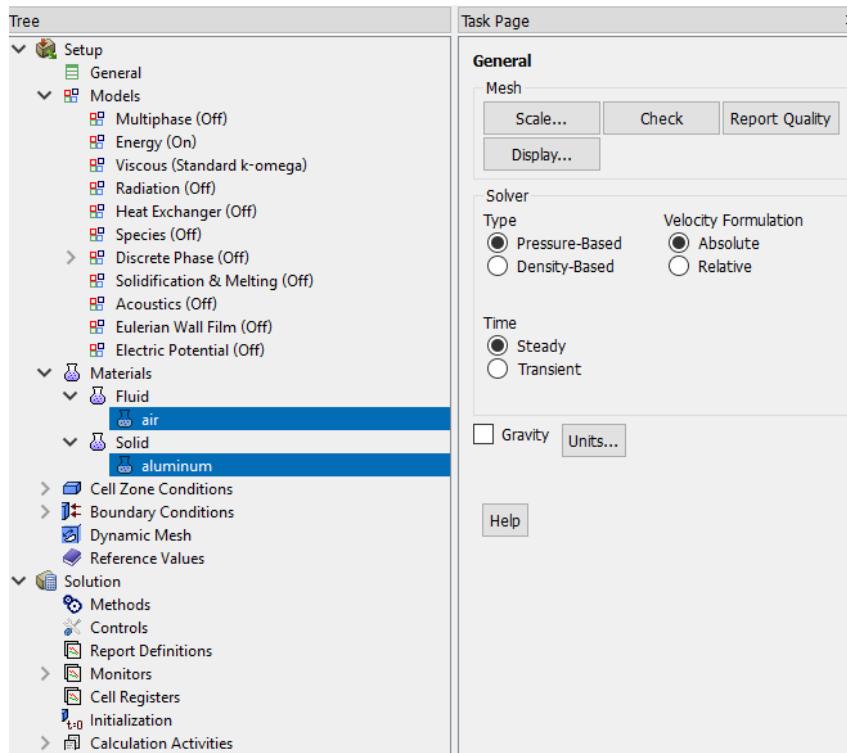 Tree
Setup
General
Models
Multiphase (Off)
Energy (On)
Viscous (Standard k-omega)
Radiation (Off)
Heat Exchanger (Off)
Species (Off)
Discrete Phase (Off)
Solidification & Melting (Off)
Acoustics (Off)
Eulerian Wall Film (Off)
Electric Potential (Off)
Materials
Fluid
air
Solid
aluminum
Cell Zone Conditions
Boundary Conditions
Dynamic Mesh
Reference Values
Solution
Methods
Controls
Report Definitions
Monitors
Cell Registers
t=0 Initialization
Calculation Activities
Task Page
General
Mesh
Scale... Check Report Quality
Display...
Solver
Type Velocity Formulation
Pressure-Based Absolute
Density-Based Relative
Time
Steady
Transient
Gravity Units...
Help